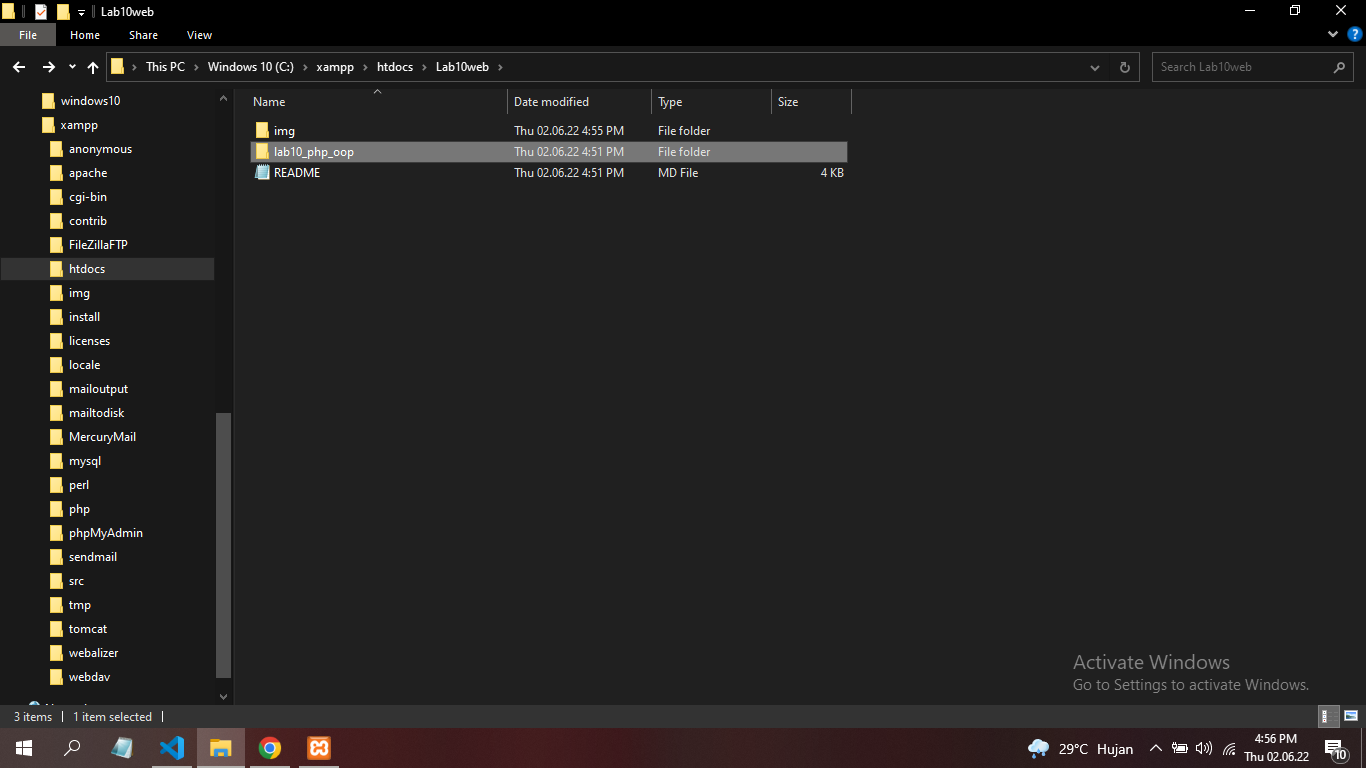 Lab10web
File Home Share View
This PC Windows 10 (C:) xampp htdocs Lab10web Search Lab10web
Name Date modified Type Size
windows10
xampp
anonymous
apache
cgi-bin
contrib
FileZillaFTP
htdocs
img
install
licenses
locale
mailoutput
mailtodisk
MercuryMail
mysql
perl
php
phpMyAdmin
sendmail
src
tmp
tomcat
webalizer
webdav
img Thu 02.06.22 4:55 PM File folder
lab10_php_oop Thu 02.06.22 4:51 PM File folder
README Thu 02.06.22 4:51 PM MD File 4 KB
Activate Windows
Go to Settings to activate Windows.
3 items 1 item selected
29°C Hujan
4:56 PM
Thu 02.06.22
10